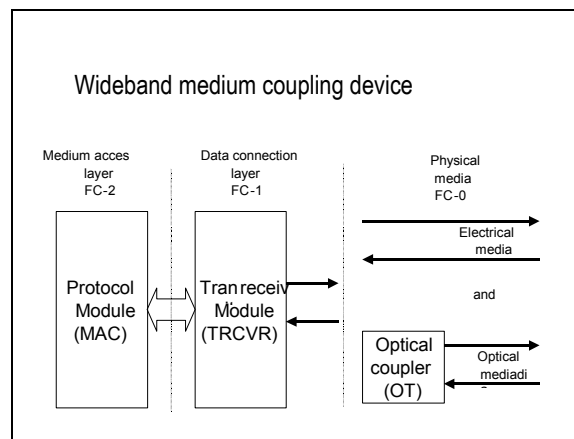 Wideband medium coupling device
Medium acces
layer
FC-2
Data connection
layer
FC-1
Physical
media
FC-0
Electrical
media
and
Protocol
Module
(MAC)
Tranreceiv
Module
(TRCVR)
Optical
coupler
(OT)
Optical
mediadi